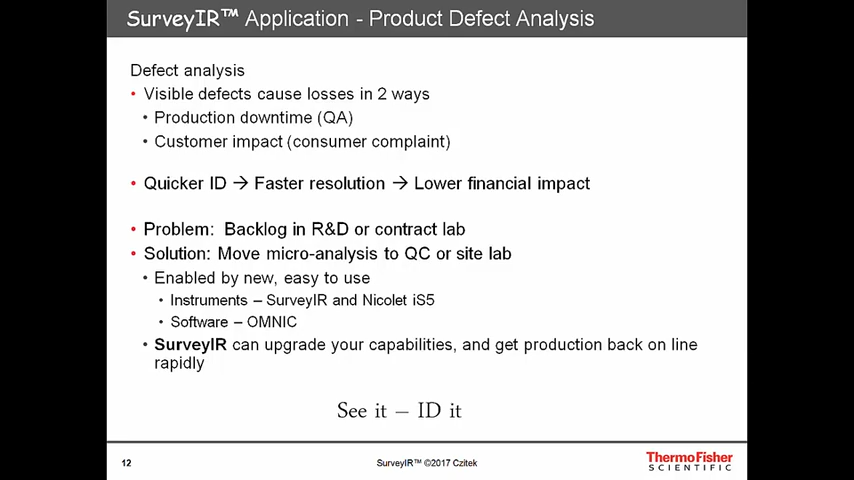 SurveyIR™ Application - Product Defect Analysis
Defect analysis
• Visible defects cause losses in 2 ways
• Production downtime (QA)
• Customer impact (consumer complaint)
• Quicker ID → Faster resolution → Lower financial impact
• Problem: Backlog in R&D or contract lab
• Solution: Move micro-analysis to QC or site lab
• Enabled by new, easy to use
• Instruments – SurveyIR and Nicolet iS5
• Software – OMNIC
• SurveyIR can upgrade your capabilities, and get production back on line
rapidly
See it – ID it
12
SurveyIR™ ©2017 Czitek
ThermoFisher
SCIENTIFIC